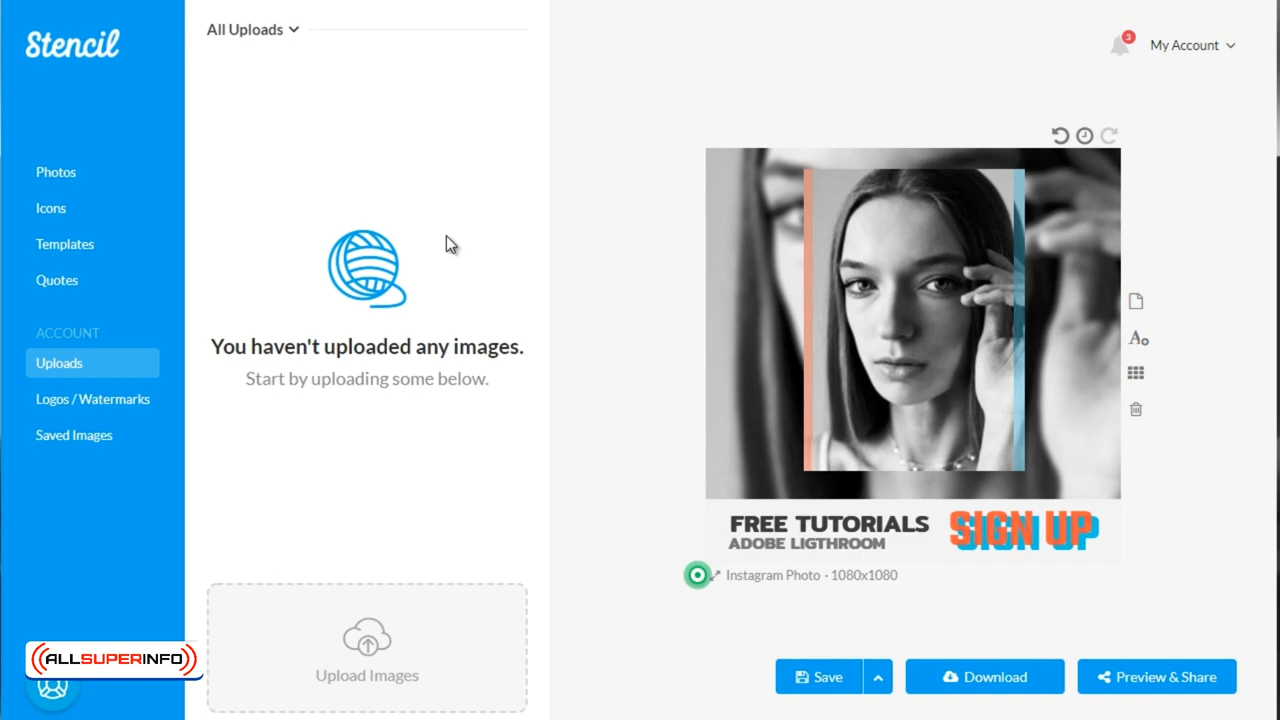 Stencil
Photos
Icons
Templates
Quotes
ACCOUNT
Uploads
Logos / Watermarks
Saved Images
ALLSUPERINFO
All Uploads
You haven't uploaded any images.
Start by uploading some below.
Upload Images
3
My Account
FREE TUTORIALS
ADOBE LIGTHROOM
SIGN UP
Instagram Photo · 1080x1080
Save
Download
Preview & Share